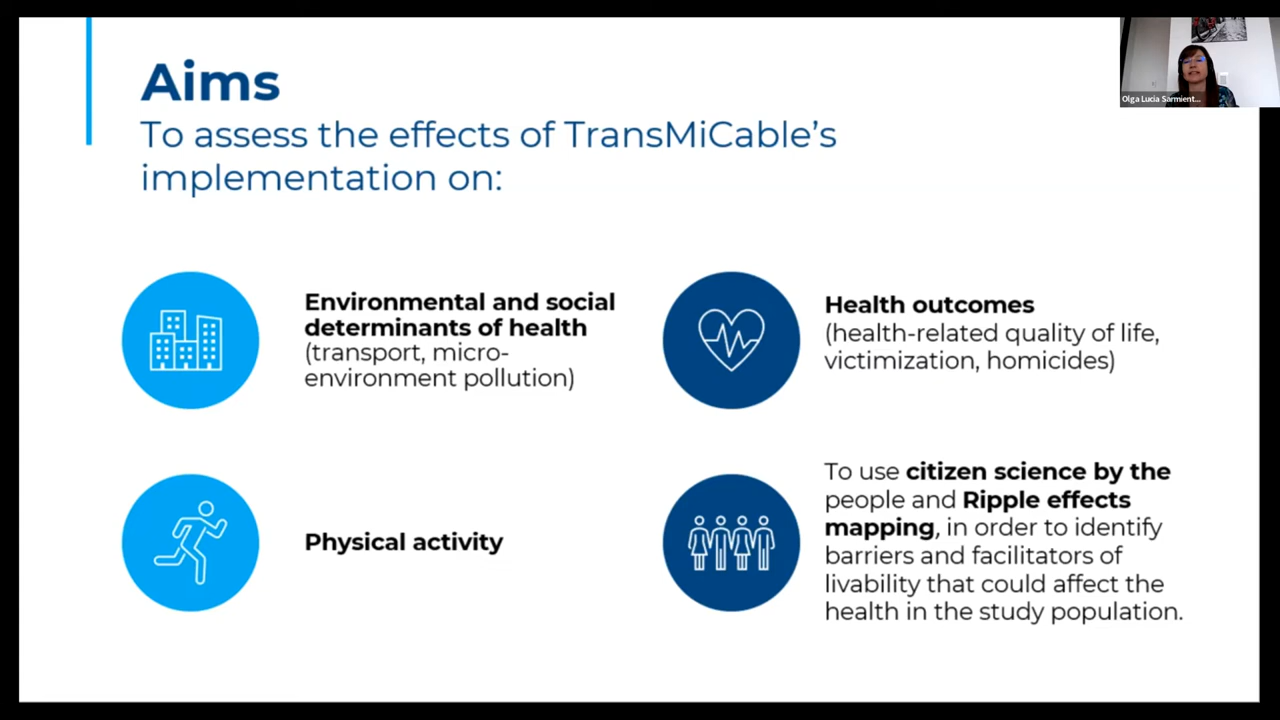 Aims
To assess the effects of TransMiCable's
implementation on:
Environmental and social
determinants of health
(transport, micro-
environment pollution)
Health outcomes
(health-related quality of life,
victimization, homicides)
Physical activity
To use citizen science by the
people and Ripple effects
mapping, in order to identify
barriers and facilitators of
livability that could affect the
health in the study population.
Olga Lucia Sarmient...